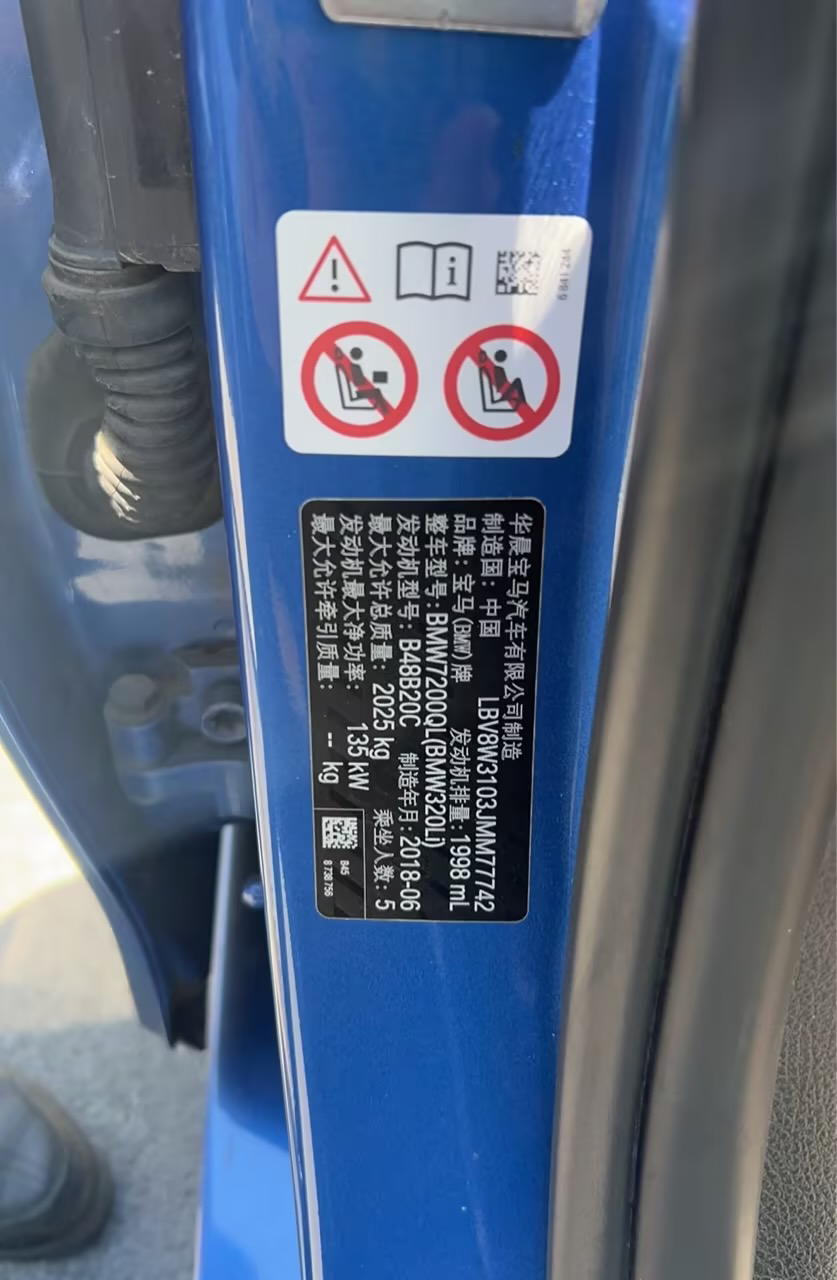 6 841 244
华晨宝马汽车有限公司制造
制造国：中国 LBV8W3103JMM77742
品牌：宝马(BMW)牌 发动机排量：1998 mL
整车型号：BMW7200QL(BMW320Li)
发动机型号：B48B20C 制造年月：2018-06
最大允许总质量： 2025 kg 乘坐人数：5
发动机最大净功率： 135 kW
最大允许牵引质量： -- kg
B45
8 738 756